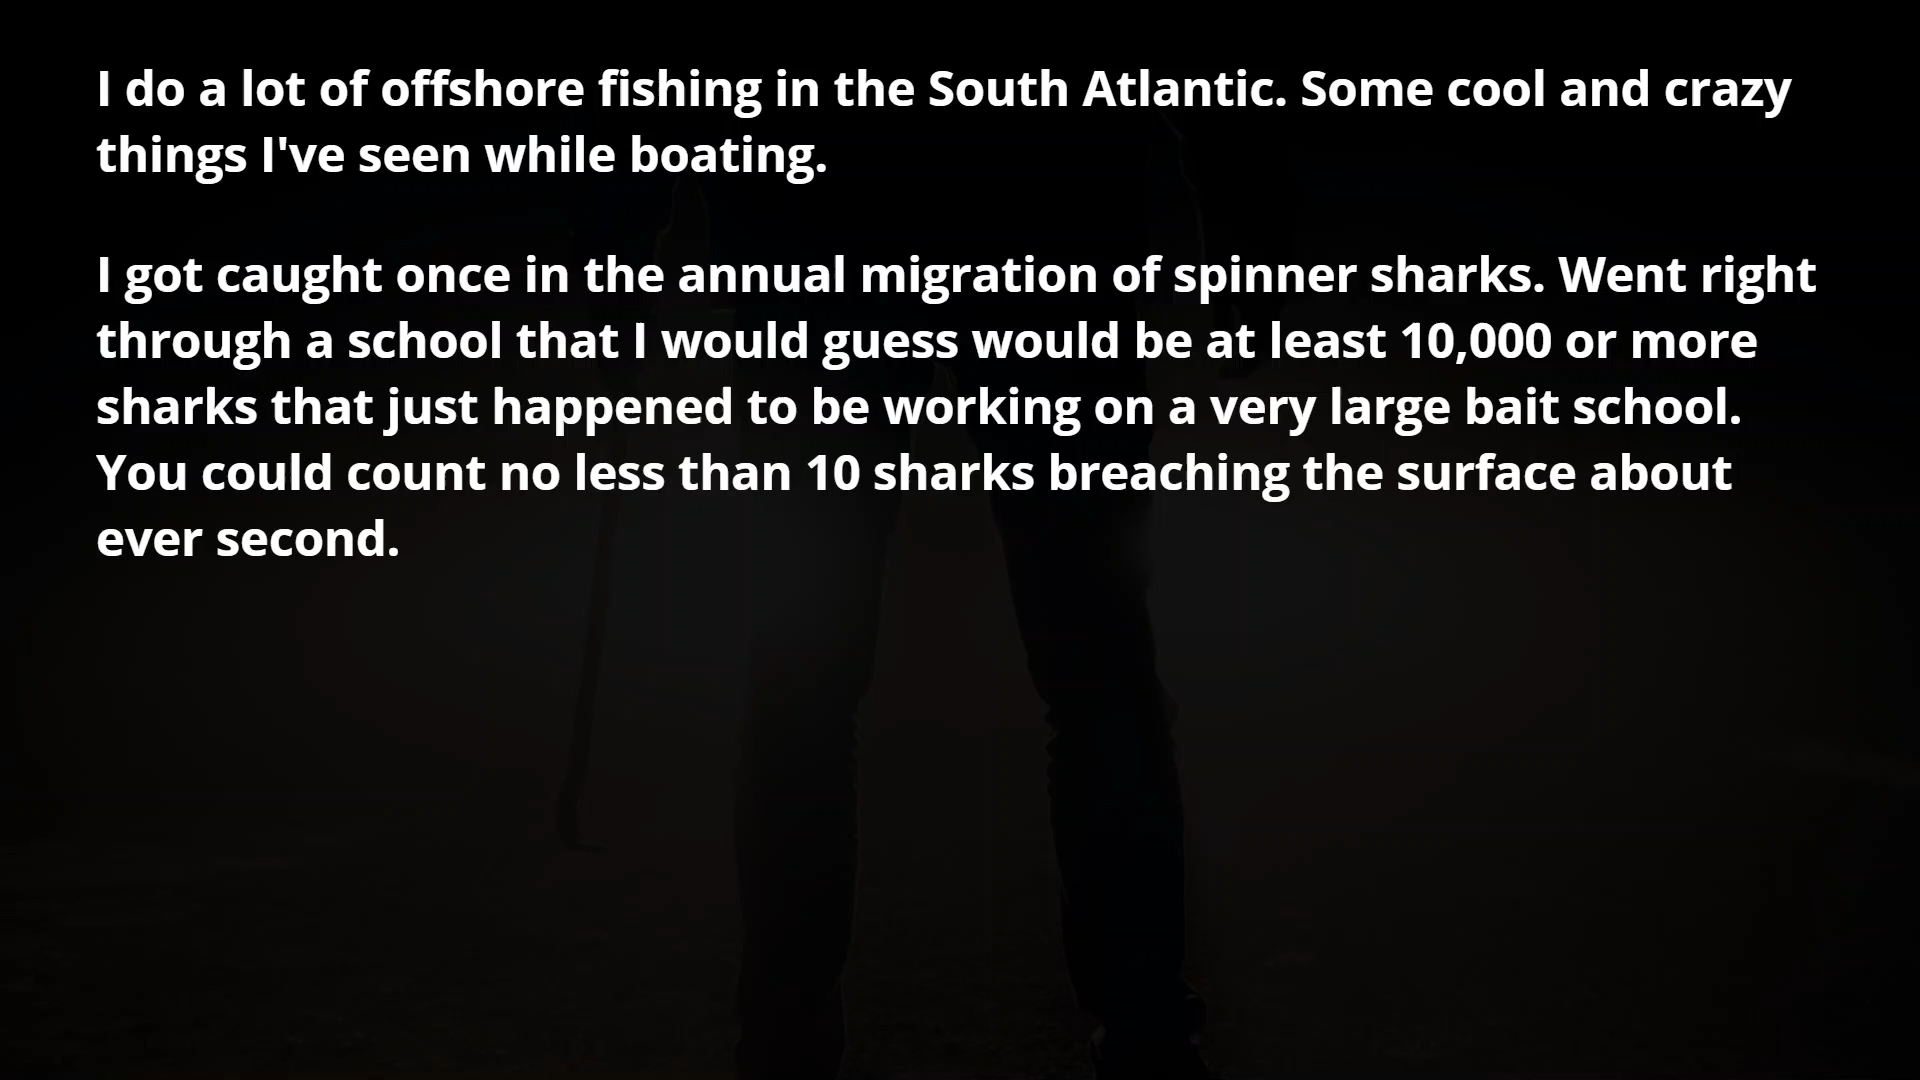 I do a lot of offshore fishing in the South Atlantic. Some cool and crazy
things I've seen while boating.
I got caught once in the annual migration of spinner sharks. Went right
through a school that I would guess would be at least 10,000 or more
sharks that just happened to be working on a very large bait school.
You could count no less than 10 sharks breaching the surface about
ever second.